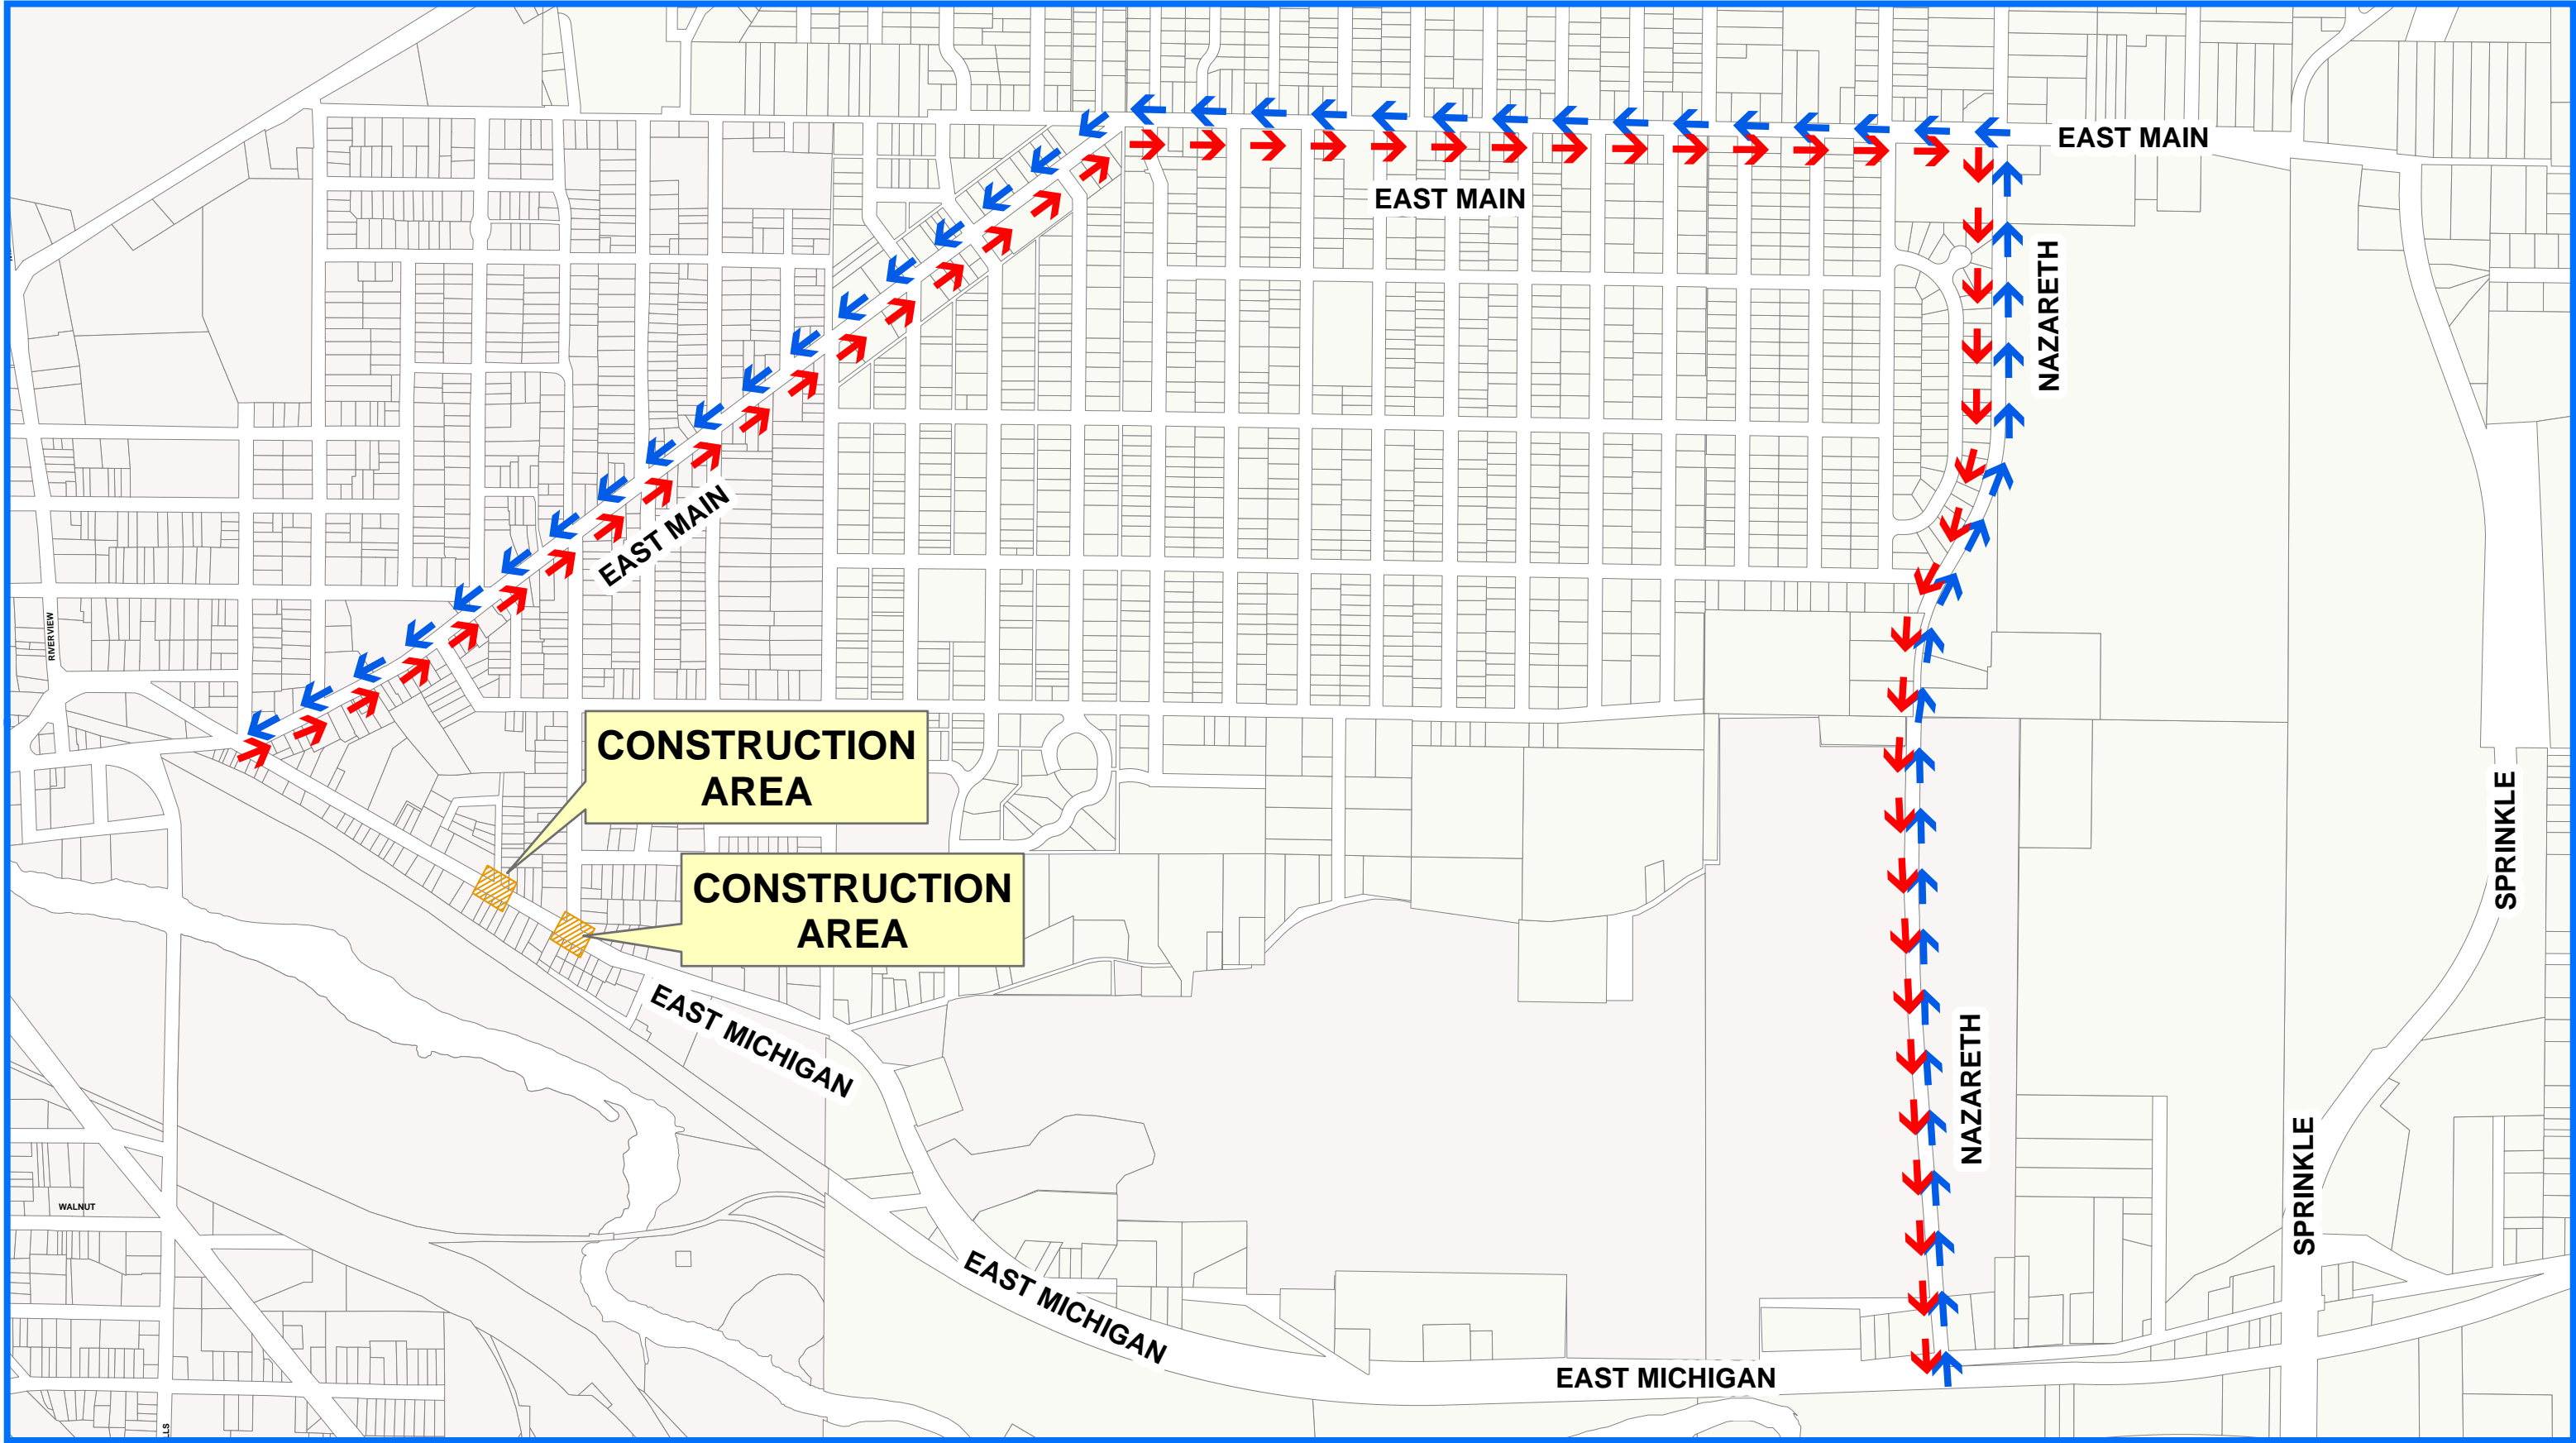 EAST MAIN
EAST MAIN
NAZARETH
EAST MAIN
RIVERVIEW
CONSTRUCTION
AREA
CONSTRUCTION
AREA
SPRINKLE
EAST MICHIGAN
NAZARETH
SPRINKLE
WALNUT
EAST MICHIGAN
EAST MICHIGAN